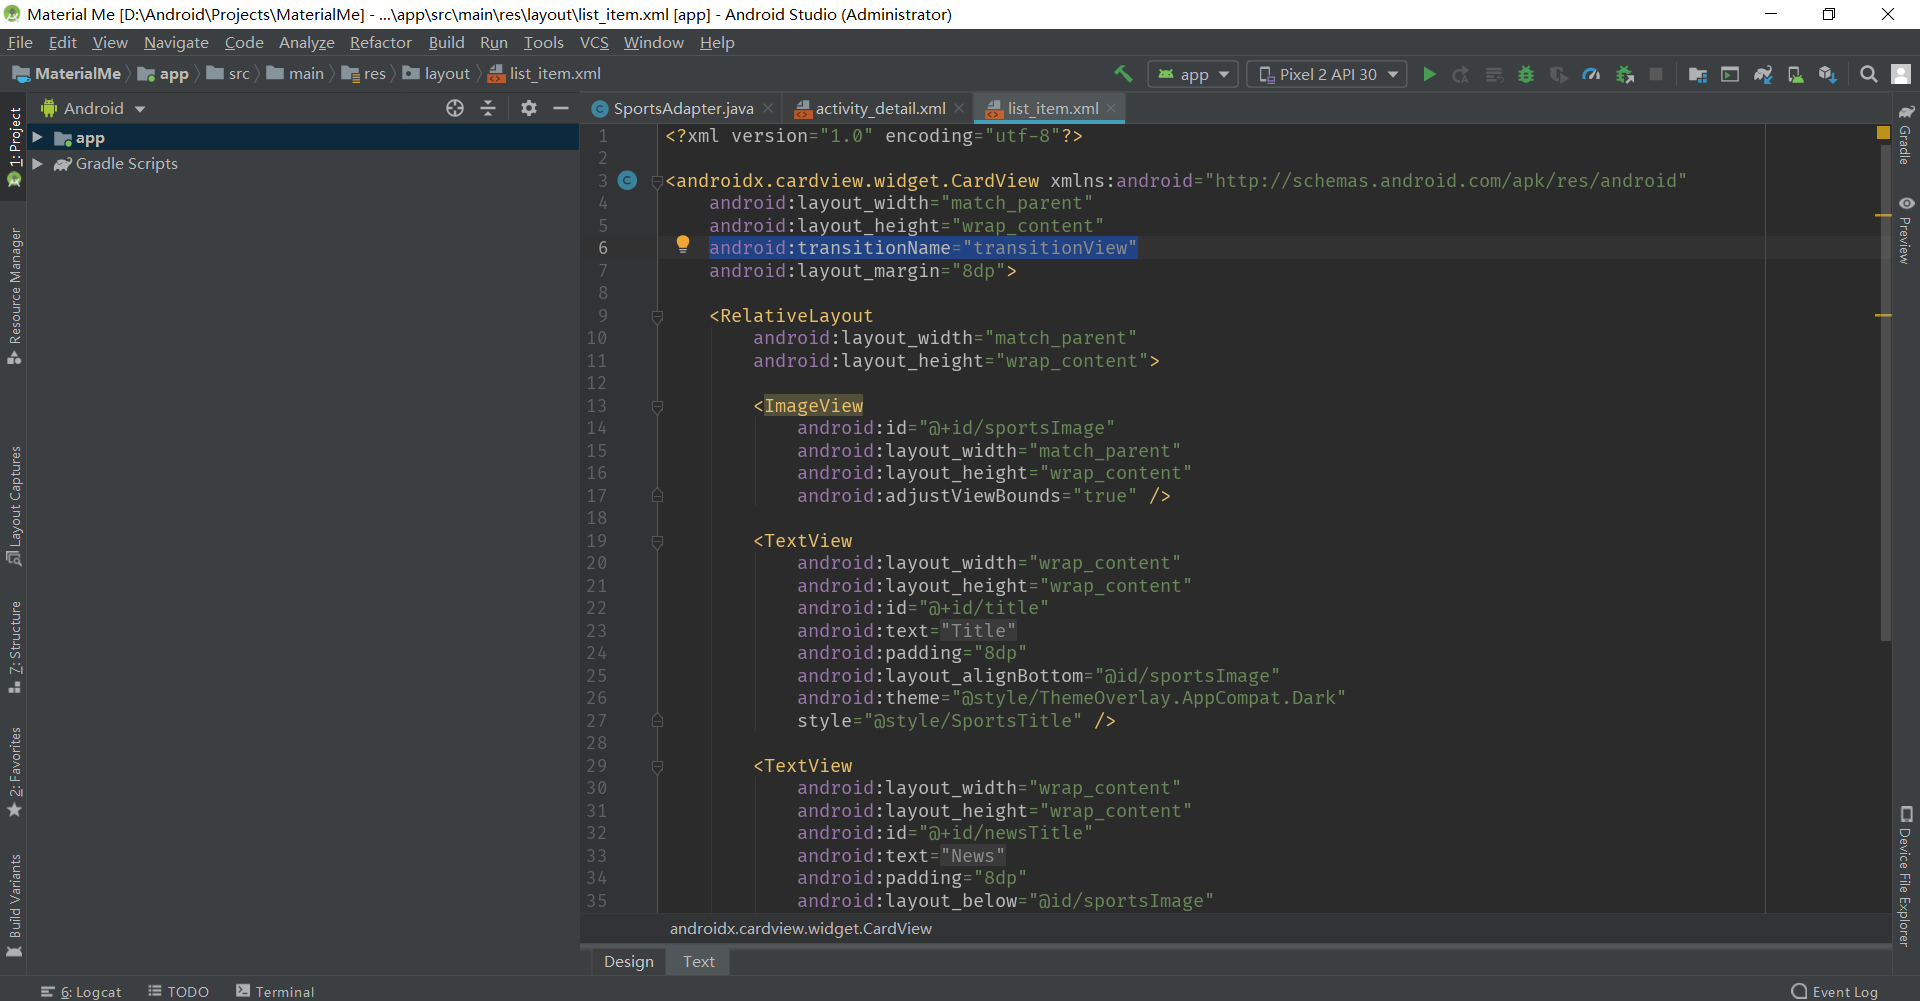 Material Me [D:\Android\Projects\MaterialMe] - ...\app\src\main\res\layout\list_item.xml [app] - Android Studio (Administrator)
File Edit View Navigate Code Analyze Refactor Build Run Tools VCS Window Help
MaterialMe app src main res layout list_item.xml app Pixel 2 API 30
Android
SportsAdapter.java activity_detail.xml list_item.xml
app
Gradle Scripts
1: Project
Resource Manager
Layout Captures
7: Structure
2: Favorites
Build Variants
1 <?xml version="1.0" encoding="utf-8"?>
2
3 <androidx.cardview.widget.CardView xmlns:android="http://schemas.android.com/apk/res/android"
4 android:layout_width="match_parent"
5 android:layout_height="wrap_content"
6 android:transitionName="transitionView"
7 android:layout_margin="8dp">
8
9 <RelativeLayout
10 android:layout_width="match_parent"
11 android:layout_height="wrap_content">
12
13 <ImageView
14 android:id="@+id/sportsImage"
15 android:layout_width="match_parent"
16 android:layout_height="wrap_content"
17 android:adjustViewBounds="true" />
18
19 <TextView
20 android:layout_width="wrap_content"
21 android:layout_height="wrap_content"
22 android:id="@+id/title"
23 android:text="Title"
24 android:padding="8dp"
25 android:layout_alignBottom="@id/sportsImage"
26 android:theme="@style/ThemeOverlay.AppCompat.Dark"
27 style="@style/SportsTitle" />
28
29 <TextView
30 android:layout_width="wrap_content"
31 android:layout_height="wrap_content"
32 android:id="@+id/newsTitle"
33 android:text="News"
34 android:padding="8dp"
35 android:layout_below="@id/sportsImage"
androidx.cardview.widget.CardView
Design Text
Gradle
Preview
Device File Explorer
6: Logcat TODO Terminal Event Log